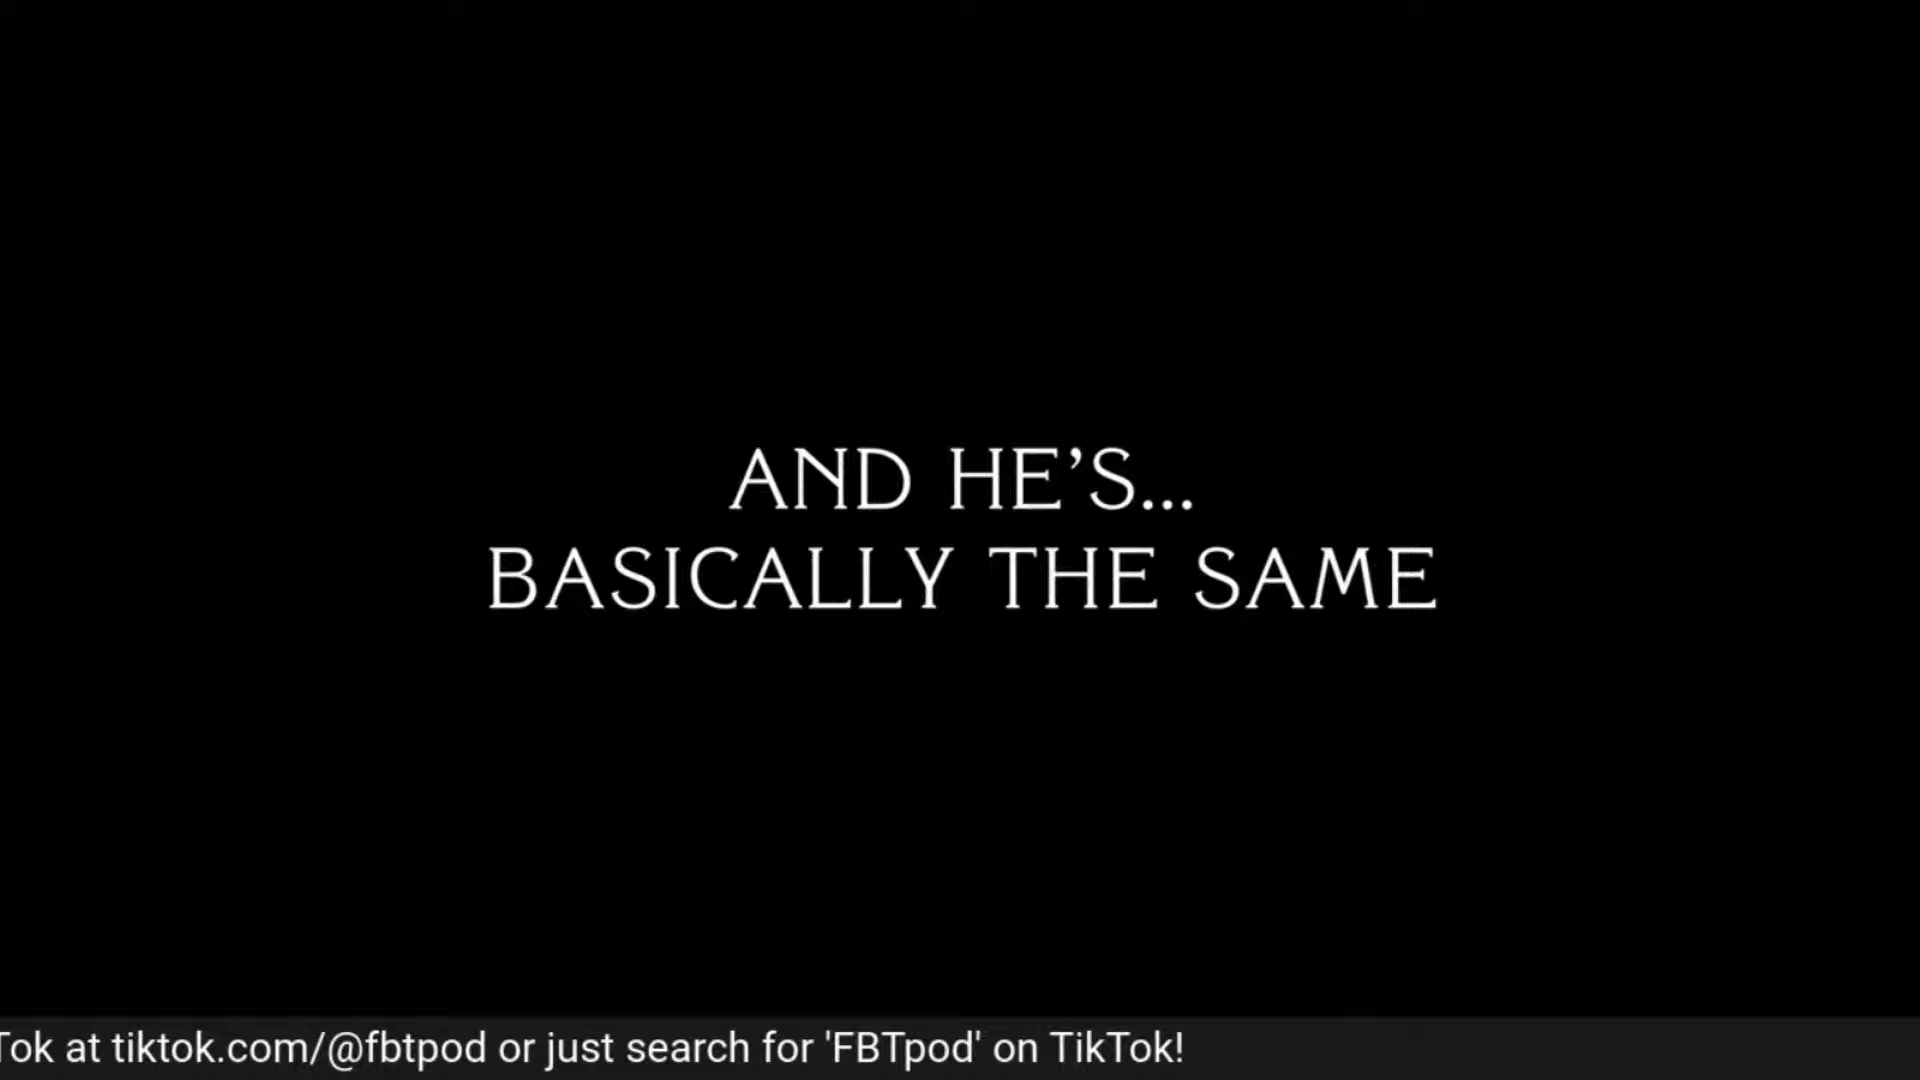 AND HE’S...
BASICALLY THE SAME
Tok at tiktok.com/@fbtpod or just search for 'FBTpod' on TikTok!